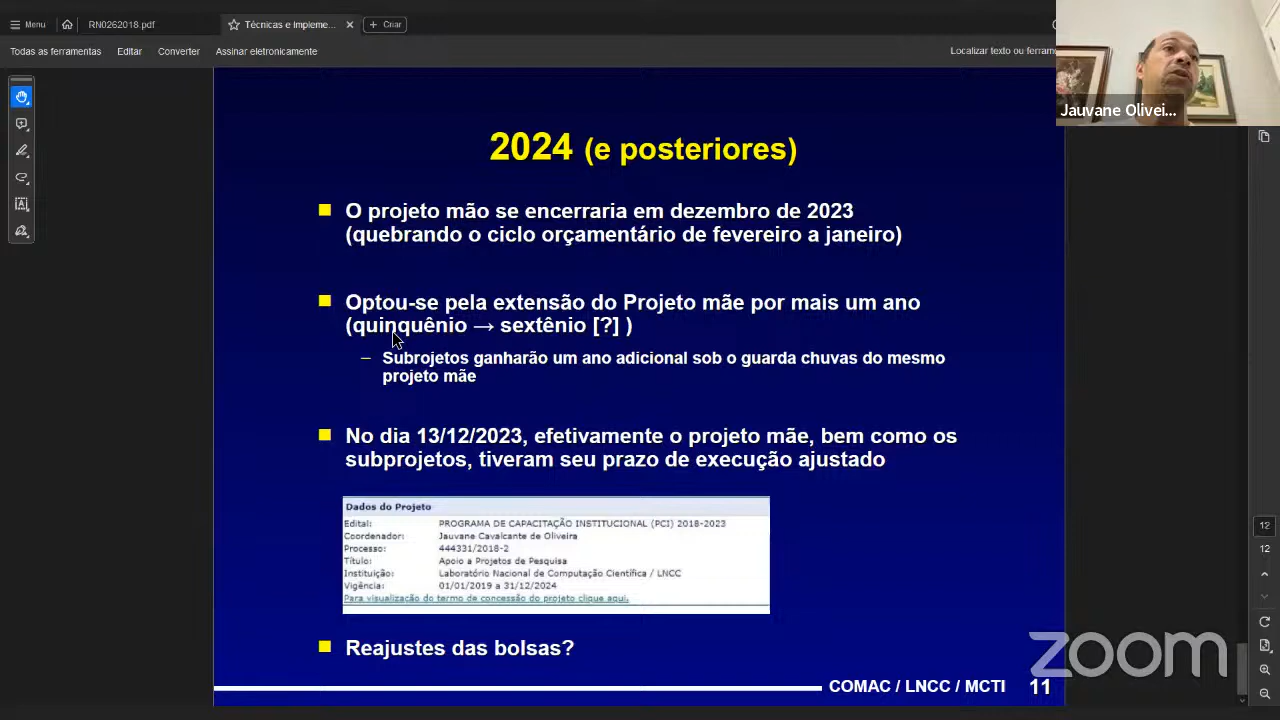 Menu
RN0262018.pdf
Técnicas e Impleme...
Criar
Todas as ferramentas
Editar
Converter
Assinar eletronicamente
Localizar texto ou ferrame
Jauvane Olivei...
2024 (e posteriores)
O projeto mão se encerraria em dezembro de 2023
(quebrando o ciclo orçamentário de fevereiro a janeiro)
Optou-se pela extensão do Projeto mãe por mais um ano
(quinquênio → sextênio [?] )
– Subprojetos ganharão um ano adicional sob o guarda chuvas do mesmo
projeto mãe
No dia 13/12/2023, efetivamente o projeto mãe, bem como os
subprojetos, tiveram seu prazo de execução ajustado
Dados do Projeto
Edital: PROGRAMA DE CAPACITAÇÃO INSTITUCIONAL (PCI) 2018-2023
Coordenador: Jauvane Cavalcante de Oliveira
Processo: 444331/2018-2
Título: Apoio a Projetos de Pesquisa
Instituição: Laboratório Nacional de Computação Científica / LNCC
Vigência: 01/01/2019 a 31/12/2024
Para visualização do termo de concessão do projeto clique aqui.
Reajustes das bolsas?
COMAC / LNCC / MCTI 11
12
12
zoom